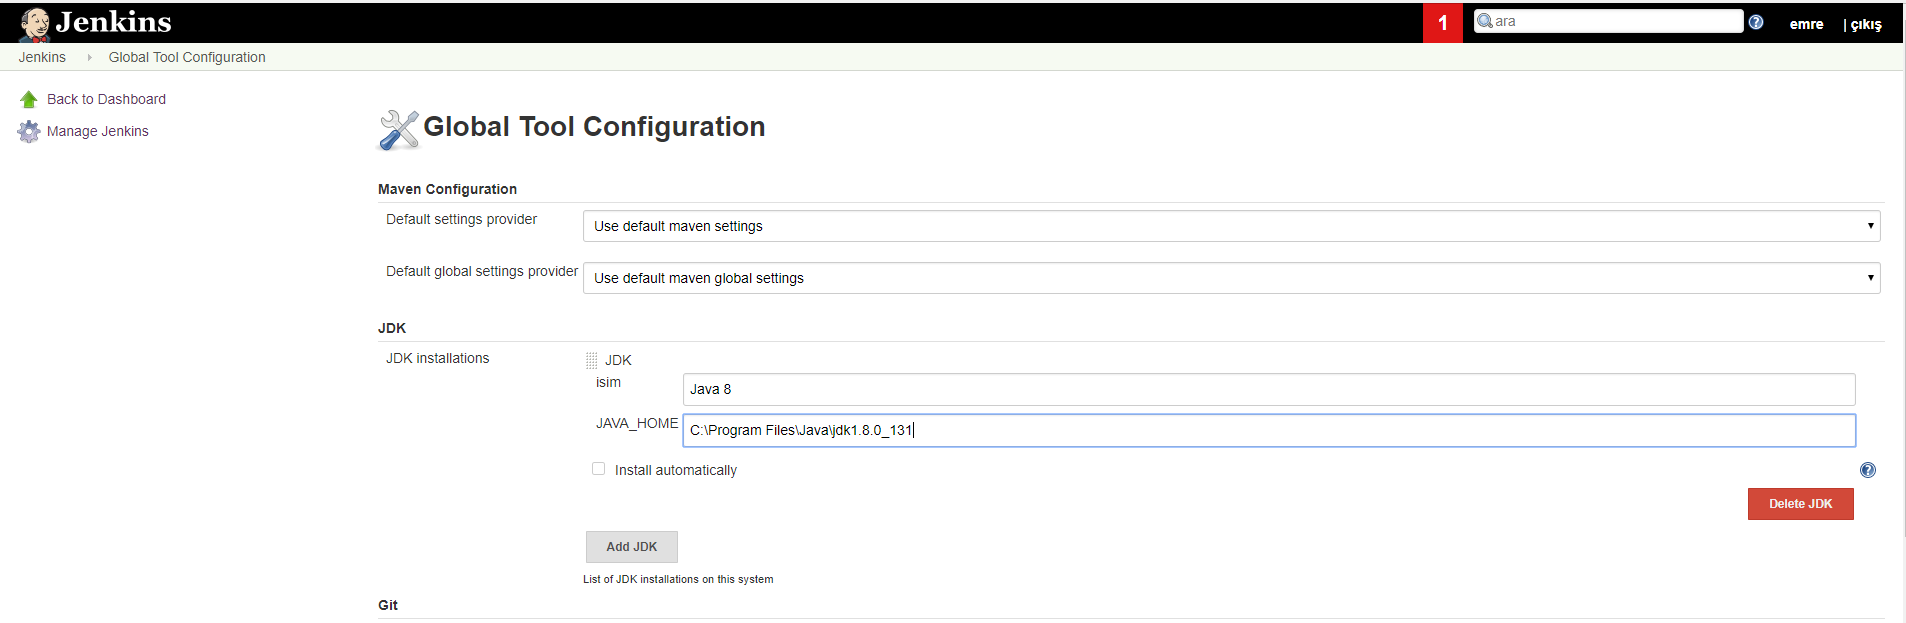 Jenkins
1
ara
?
emre
| çıkış
Jenkins
Global Tool Configuration
Back to Dashboard
Manage Jenkins
Global Tool Configuration
Maven Configuration
Default settings provider
Use default maven settings
Default global settings provider
Use default maven global settings
JDK
JDK installations
JDK
isim
Java 8
JAVA_HOME
C:\Program Files\Java\jdk1.8.0_131
Install automatically
?
Delete JDK
Add JDK
List of JDK installations on this system
Git